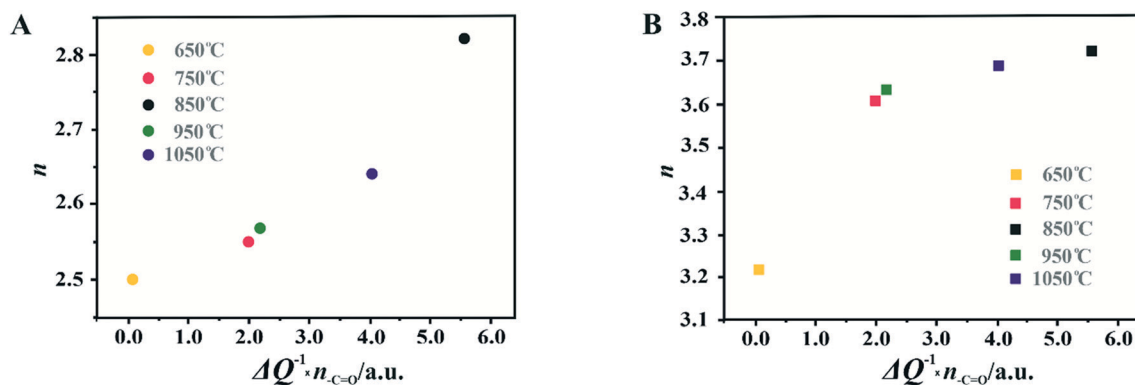 A
2.8
2.7
2.6
2.5
n
650°C
750°C
850°C
950°C
1050°C
0.0 1.0 2.0 3.0 4.0 5.0 6.0
ΔQ⁻¹ₓ n-C=O/a.u.
B
3.8
3.7
3.6
3.5
3.4
3.3
3.2
3.1
n
650°C
750°C
850°C
950°C
1050°C
0.0 1.0 2.0 3.0 4.0 5.0 6.0
ΔQ⁻¹ₓ n-C=O/a.u.